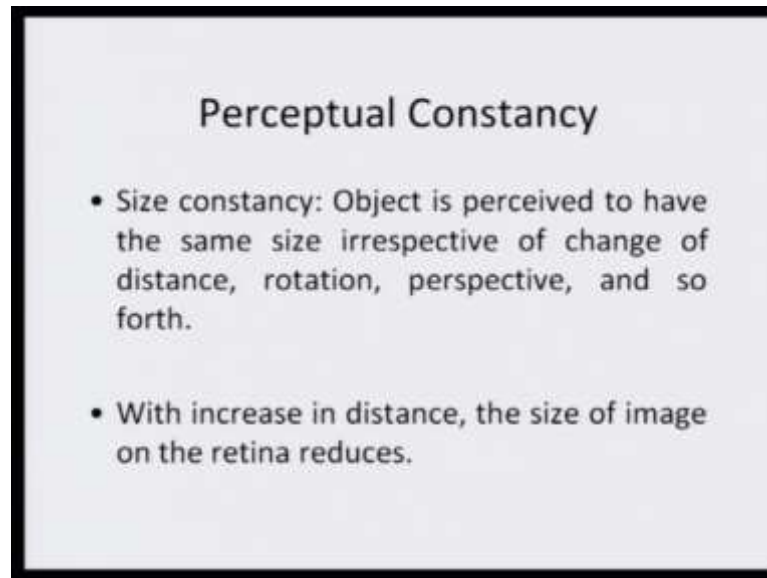 Perceptual Constancy
• Size constancy: Object is perceived to have
the same size irrespective of change of
distance, rotation, perspective, and so
forth.
• With increase in distance, the size of image
on the retina reduces.